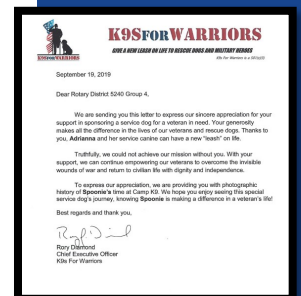 K9SFORWARRIORS
GIVE A NEW LEASH ON LIFE TO RESCUE DOGS AND MILITARY HEROES
K9s For Warriors is a 501(c)(3)
K9SFORWARRIORS
September 19, 2019
Dear Rotary District 5240 Group 4,
We are sending you this letter to express our sincere appreciation for your
support in sponsoring a service dog for a veteran in need. Your generosity
makes all the difference in the lives of our veterans and rescue dogs. Thanks to
you, Adrianna and her service canine can have a new "leash" on life.
Truthfully, we could not achieve our mission without you. With your
support, we can continue empowering our veterans to overcome the invisible
wounds of war and return to civilian life with dignity and independence.
To express our appreciation, we are providing you with photographic
history of Spoonie's time at Camp K9. We hope you enjoy seeing this special
service dog's journey, knowing Spoonie is making a difference in a veteran's life!
Best regards and thank you,
Rory Diamond
Chief Executive Officer
K9s For Warriors